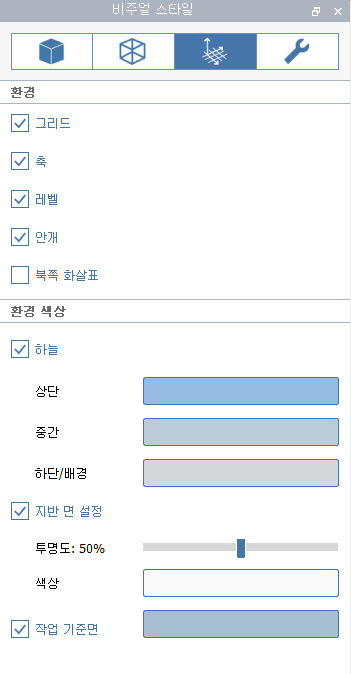 비주얼 스타일
환경
그리드
축
레벨
안개
북쪽 화살표
환경 색상
하늘
상단
중간
하단/배경
지반 면 설정
투명도: 50%
색상
작업 기준면